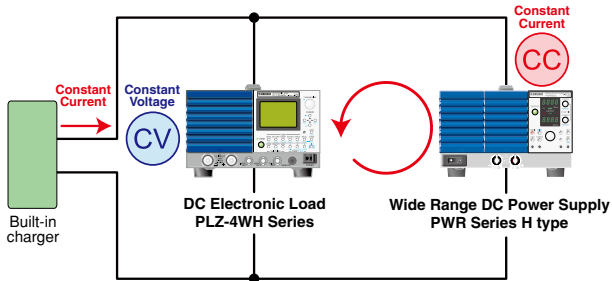 Constant
Current
CC
Constant
Current
Constant
Voltage
CV
Built-in
charger
DC Electronic Load
PLZ-4WH Series
Wide Range DC Power Supply
PWR Series H type